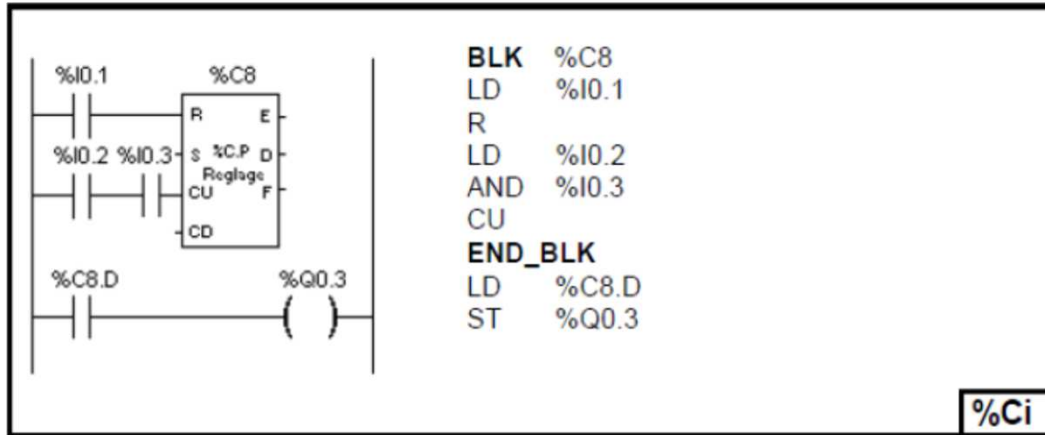 %I0.1 %C8
R E
%I0.2 %I0.3 S %C.P D
Reglage
CU F
CD
%C8.D %Q0.3
BLK %C8
LD %I0.1
R
LD %I0.2
AND %I0.3
CU
END_BLK
LD %C8.D
ST %Q0.3
%Ci